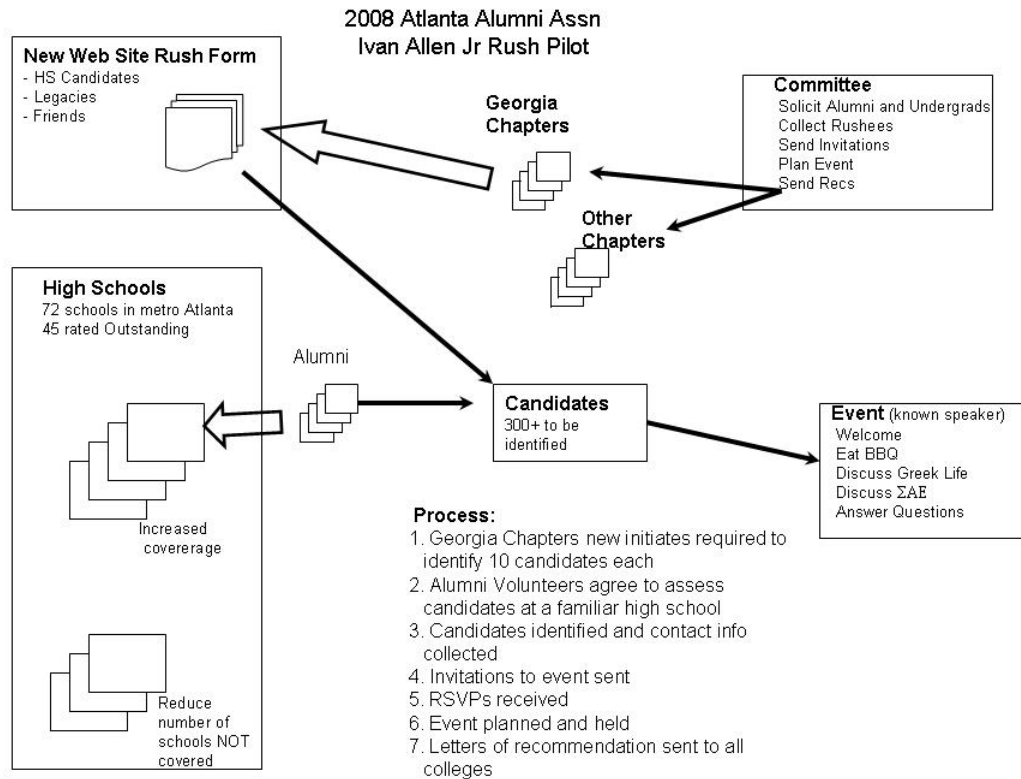 2008 Atlanta Alumni Assn
Ivan Allen Jr Rush Pilot
New Web Site Rush Form
- HS Candidates
- Legacies
- Friends
Georgia
Chapters
Committee
Solicit Alumni and Undergrads
Collect Rushees
Send Invitations
Plan Event
Send Recs
Other
Chapters
High Schools
72 schools in metro Atlanta
45 rated Outstanding
Alumni
Increased
covererage
Reduce
number of
schools NOT
covered
Candidates
300+ to be
identified
Event (known speaker)
Welcome
Eat BBQ
Discuss Greek Life
Discuss ΣAE
Answer Questions
Process:
1. Georgia Chapters new initiates required to
identify 10 candidates each
2. Alumni Volunteers agree to assess
candidates at a familiar high school
3. Candidates identified and contact info
collected
4. Invitations to event sent
5. RSVPs received
6. Event planned and held
7. Letters of recommendation sent to all
colleges